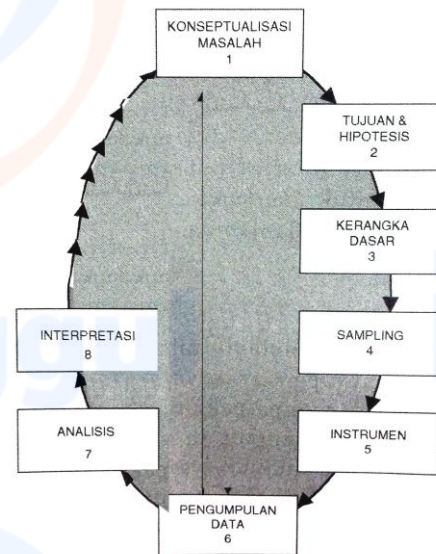 KONSEPTUALISASI
MASALAH
1
TUJUAN &
HIPOTESIS
2
KERANGKA
DASAR
3
SAMPLING
4
INSTRUMEN
5
PENGUMPULAN
DATA
6
ANALISIS
7
INTERPRETASI
8